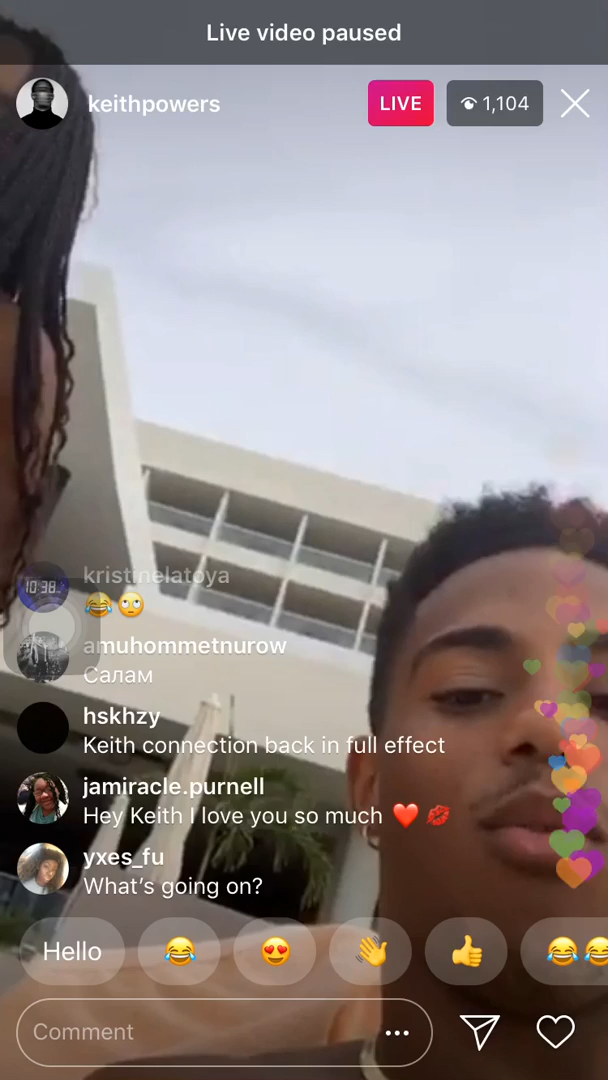 Live video paused
keithpowers
LIVE
1,104
kristinelatoya
😂🙄
amuhommetnurow
Салам
hskhzy
Keith connection back in full effect
jamiracle.purnell
Hey Keith I love you so much ❤️💋
yxes_fu
What's going on?
Hello 😂 😍 👋 👍 😂😂
Comment
10:38